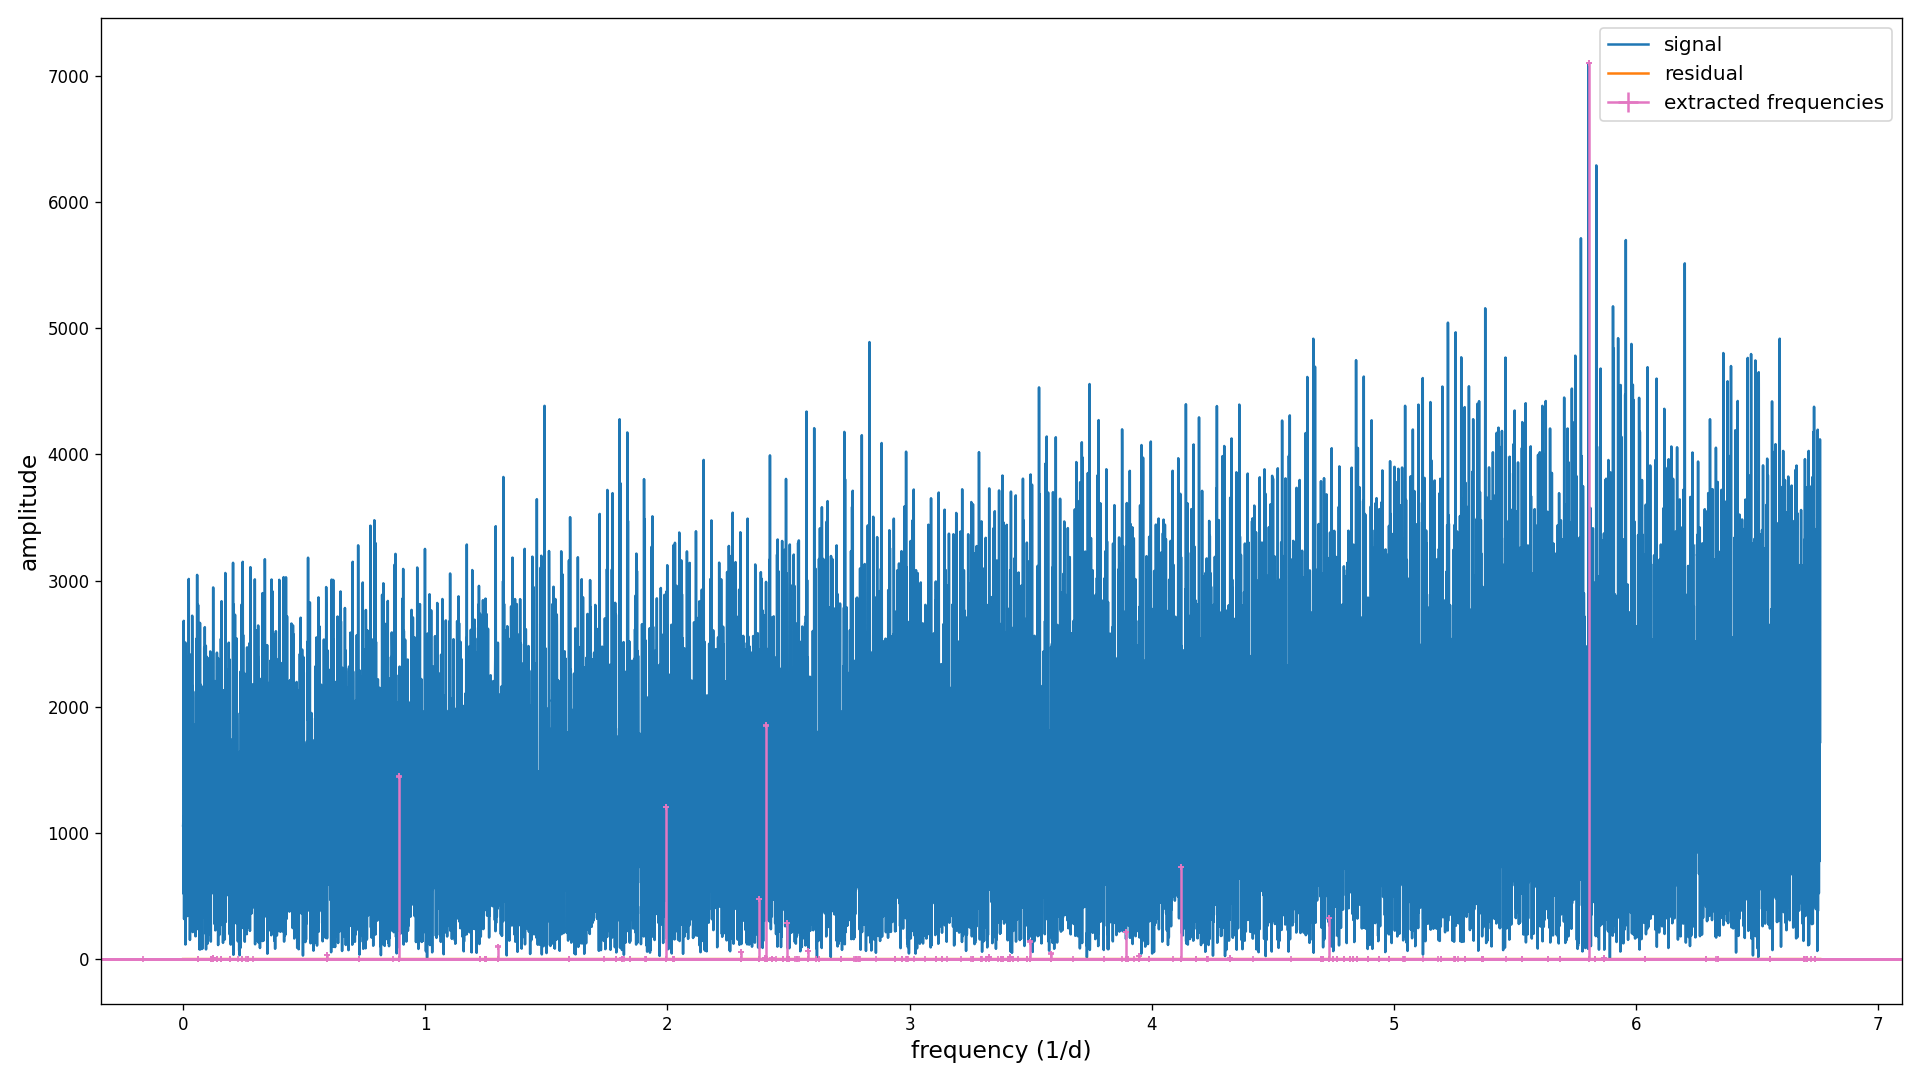 signal
residual
extracted frequencies
amplitude
7000
6000
5000
4000
3000
2000
1000
0
0 1 2 3 4 5 6 7
frequency (1/d)